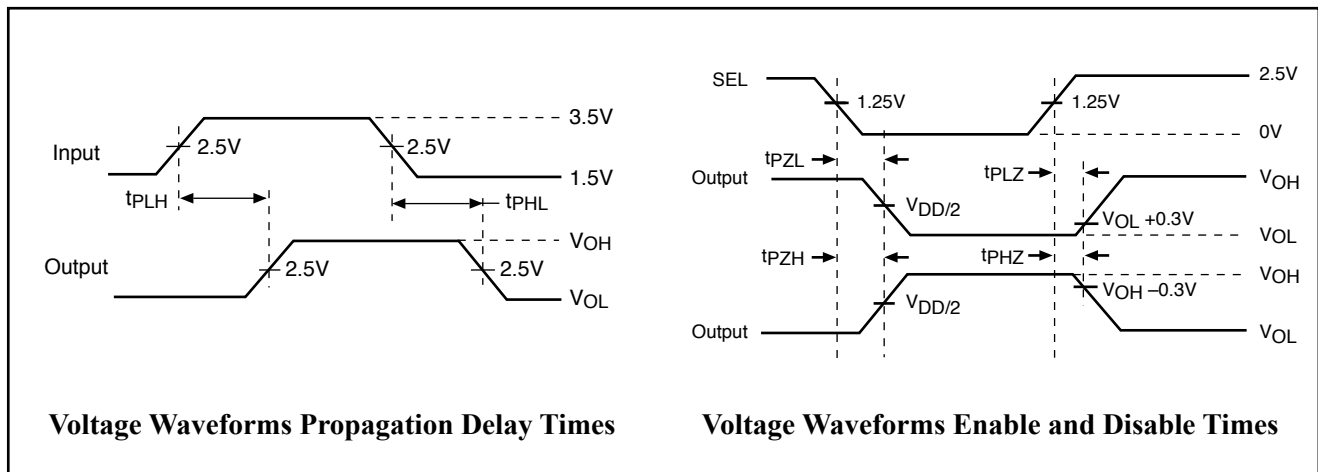 Input
2.5V
2.5V
3.5V
1.5V
tPLH
tPHL
Output
2.5V
2.5V
VOH
VOL
Voltage Waveforms Propagation Delay Times
SEL
1.25V
1.25V
2.5V
0V
tPZL
tPLZ
Output
VDD/2
VOL +0.3V
VOH
VOL
tPZH
tPHZ
Output
VDD/2
VOH –0.3V
VOH
VOL
Voltage Waveforms Enable and Disable Times